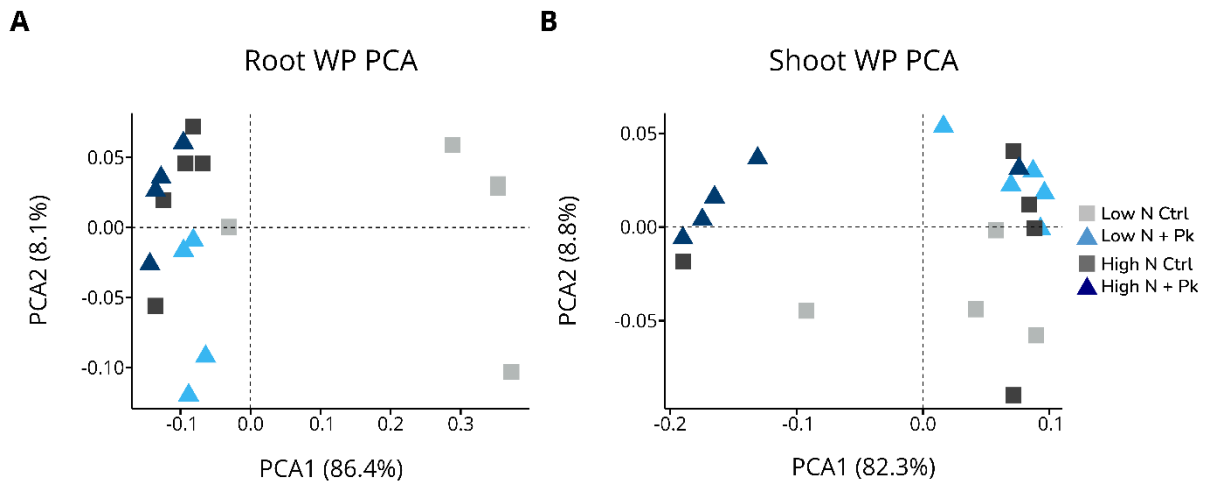 A
B
Root WP PCA
Shoot WP PCA
PCA2 (8.1%)
0.05
0.00
-0.05
-0.10
-0.1
0.0
0.1
0.2
0.3
PCA1 (86.4%)
PCA2 (8.8%)
0.05
0.00
-0.05
-0.2
-0.1
0.0
0.1
PCA1 (82.3%)
Low N Ctrl
Low N + Pk
High N Ctrl
High N + Pk